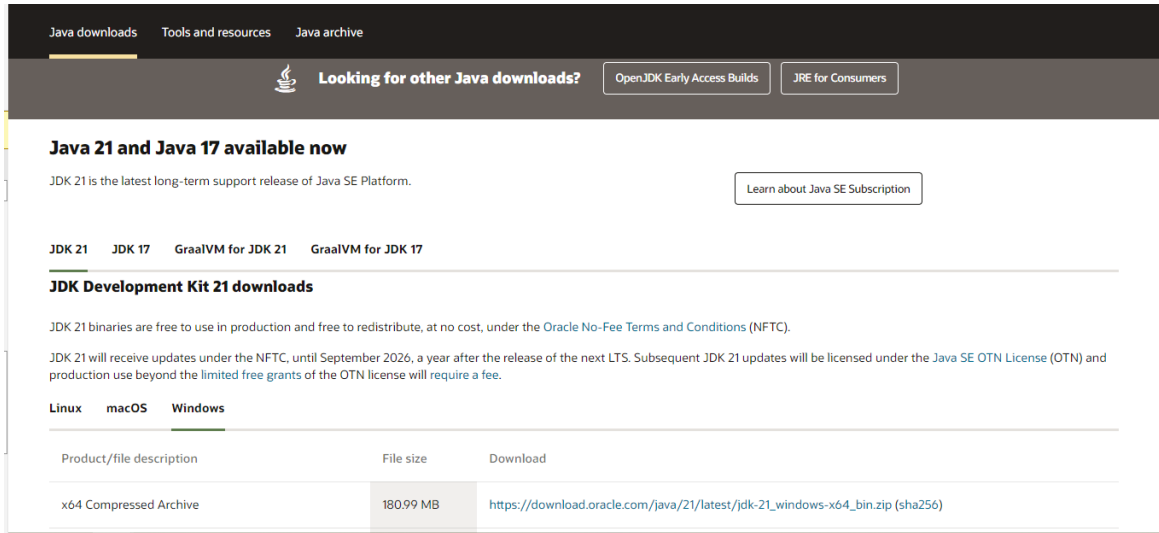 Java downloads Tools and resources Java archive
Looking for other Java downloads? OpenJDK Early Access Builds JRE for Consumers
Java 21 and Java 17 available now
JDK 21 is the latest long-term support release of Java SE Platform.
Learn about Java SE Subscription
JDK 21 JDK 17 GraalVM for JDK 21 GraalVM for JDK 17
JDK Development Kit 21 downloads
JDK 21 binaries are free to use in production and free to redistribute, at no cost, under the Oracle No-Fee Terms and Conditions (NFTC).
JDK 21 will receive updates under the NFTC, until September 2026, a year after the release of the next LTS. Subsequent JDK 21 updates will be licensed under the Java SE OTN License (OTN) and
production use beyond the limited free grants of the OTN license will require a fee.
Linux macOS Windows
Product/file description File size Download
x64 Compressed Archive 180.99 MB https://download.oracle.com/java/21/latest/jdk-21_windows-x64_bin.zip (sha256)